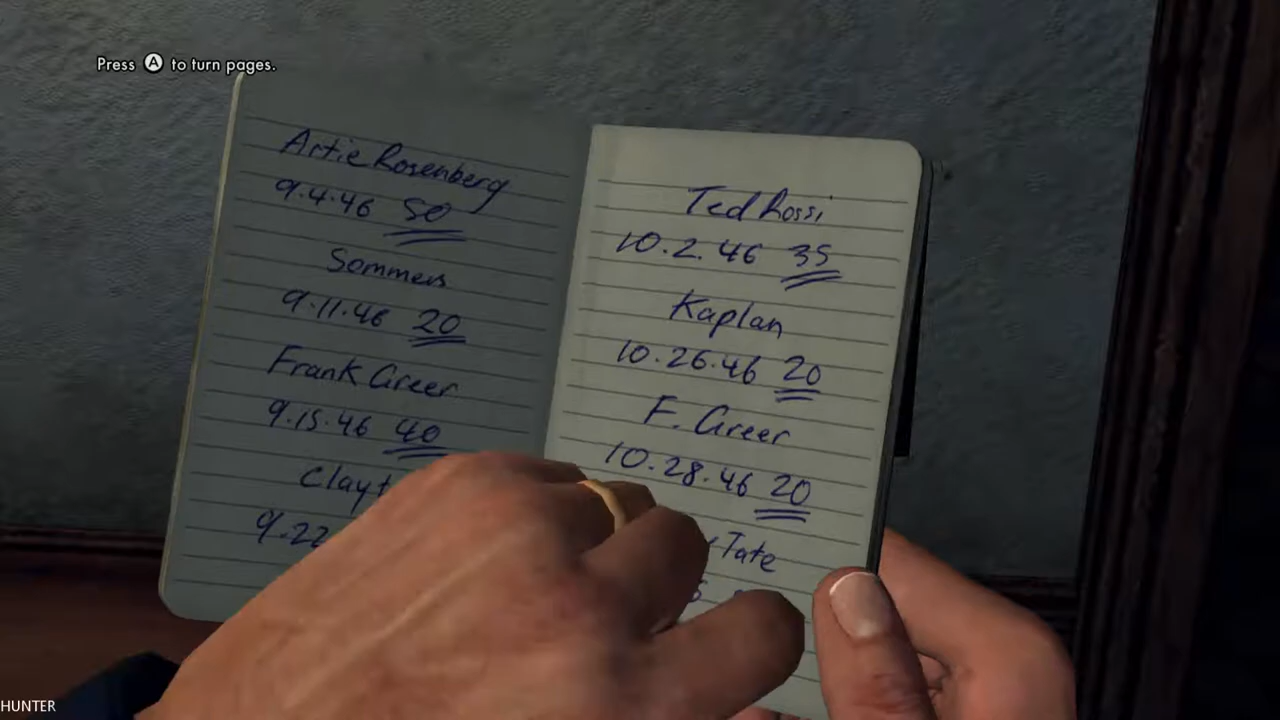 Press A to turn pages.
Artie Rosenberg
9.4.46 50
Sommers
9.11.46 20
Frank Greer
9.15.46 40
9.22
Ted Rossi
10.2.46 35
Kaplan
10.26.46 20
F. Greer
10.28.46 20
Tate
HUNTER